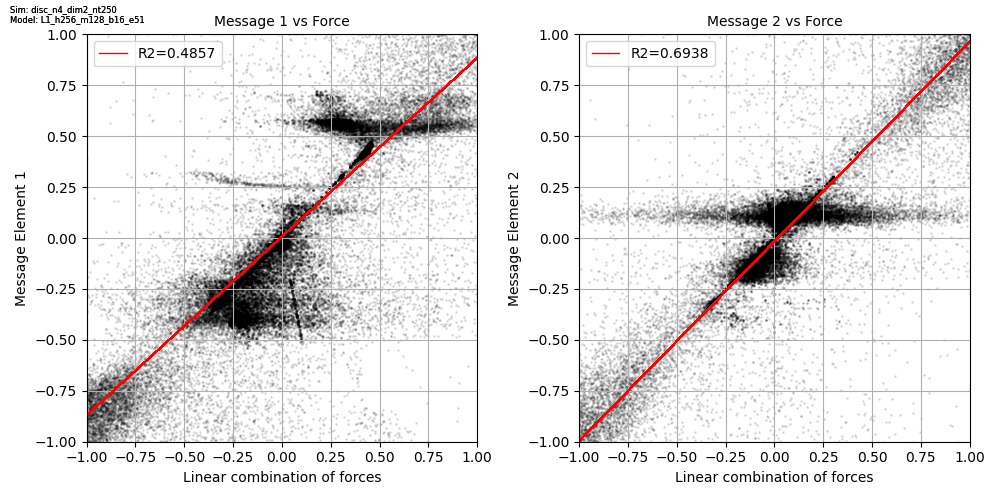 Sim: disc_n4_dim2_nt250
Model: L1_h256_m128_b16_e51
Message 1 vs Force
R2=0.4857
1.00
0.75
0.50
0.25
0.00
−0.25
−0.50
−0.75
−1.00
Message Element 1
−1.00 −0.75 −0.50 −0.25 0.00 0.25 0.50 0.75 1.00
Linear combination of forces
Message 2 vs Force
R2=0.6938
1.00
0.75
0.50
0.25
0.00
−0.25
−0.50
−0.75
−1.00
Message Element 2
−1.00 −0.75 −0.50 −0.25 0.00 0.25 0.50 0.75 1.00
Linear combination of forces